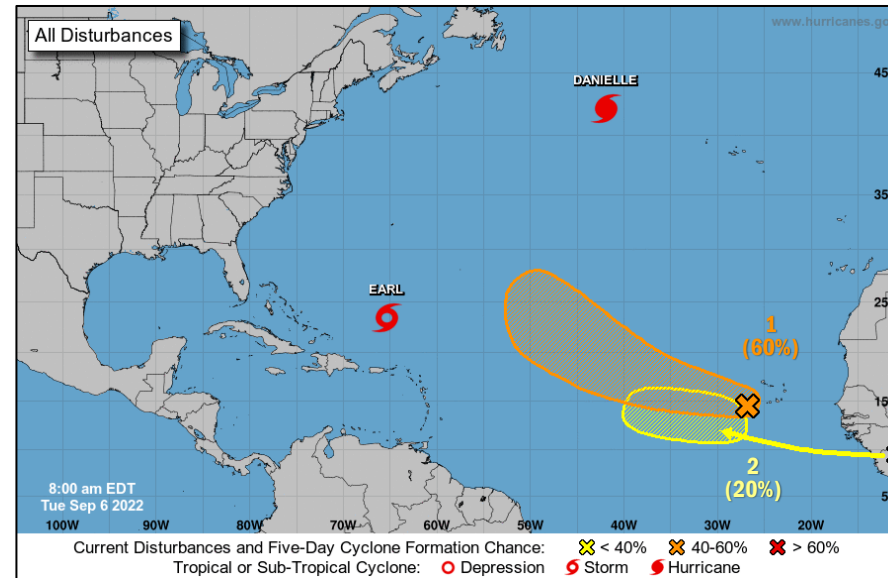 All Disturbances
www.hurricanes.go
DANIELLE
45
35
EARL
25
1
(60%)
15
2
(20%)
5
8:00 am EDT
Tue Sep 6 2022
100W 90W 80W 70W 60W 50W 40W 30W 20W
Current Disturbances and Five-Day Cyclone Formation Chance: < 40% 40-60% > 60%
Tropical or Sub-Tropical Cyclone: Depression Storm Hurricane